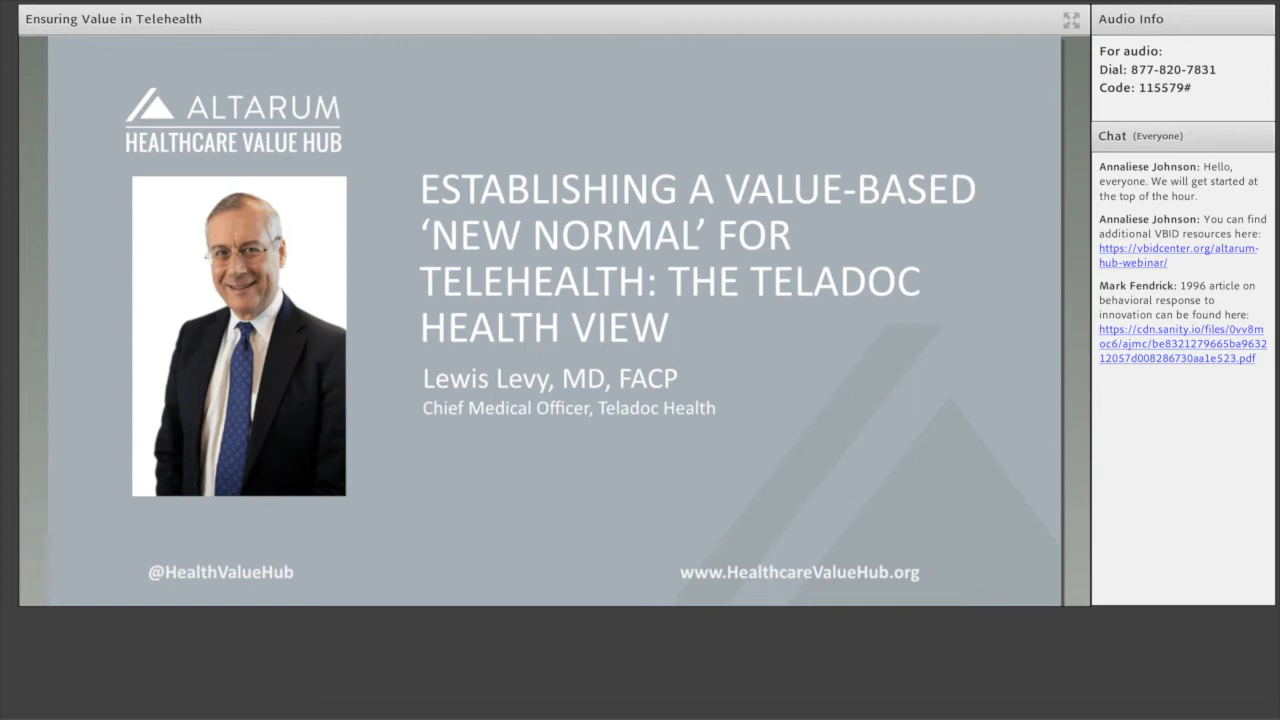 Ensuring Value in Telehealth
ALTARUM
HEALTHCARE VALUE HUB
ESTABLISHING A VALUE-BASED
‘NEW NORMAL’ FOR
TELEHEALTH: THE TELADOC
HEALTH VIEW
Lewis Levy, MD, FACP
Chief Medical Officer, Teladoc Health
@HealthValueHub
www.HealthcareValueHub.org
Audio Info
For audio:
Dial: 877-820-7831
Code: 115579#
Chat (Everyone)
Annaliese Johnson: Hello,
everyone. We will get started at
the top of the hour.
Annaliese Johnson: You can find
additional VBID resources here:
https://vbidcenter.org/altarum-
hub-webinar/
Mark Fendrick: 1996 article on
behavioral response to
innovation can be found here:
https://cdn.sanity.io/files/0vv8m
oc6/ajmc/be8321279665ba9632
12057d008286730aa1e523.pdf